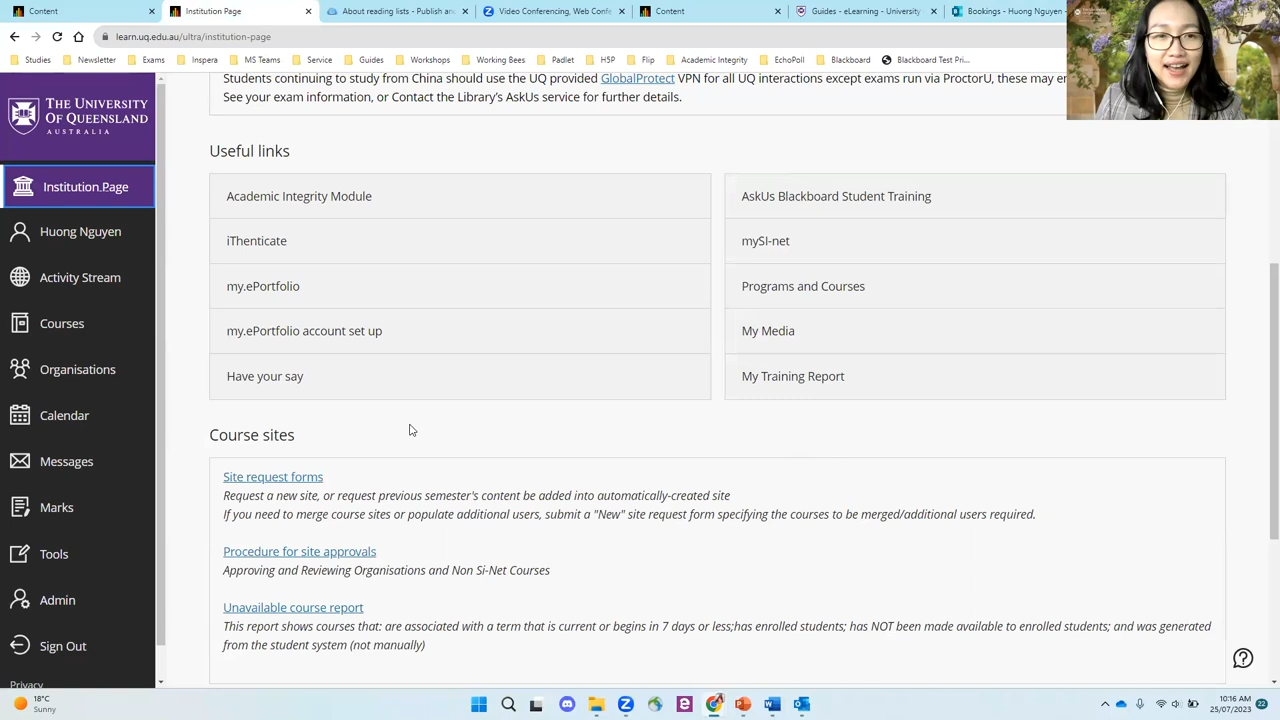 Content
Institution Page
About reading lists - Publish an
Video Conferencing, Web Conf
Content
Guides - eLearning - University
Bookings - Huong Nguyen
learn.uq.edu.au/ultra/institution-page
Studies
Newsletter
Exams
Inspera
MS Teams
Service
Guides
Workshops
Working Bees
Padlet
H5P
Flip
Academic Integrity
EchoPoll
Blackboard
Blackboard Test Pri...
THE UNIVERSITY
OF QUEENSLAND
AUSTRALIA
Institution Page
Huong Nguyen
Activity Stream
Courses
Organisations
Calendar
Messages
Marks
Tools
Admin
Sign Out
Privacy
Students continuing to study from China should use the UQ provided GlobalProtect VPN for all UQ interactions except exams run via ProctorU, these may en
See your exam information, or Contact the Library's AskUs service for further details.
Useful links
Academic Integrity Module
AskUs Blackboard Student Training
iThenticate
mySI-net
my.ePortfolio
Programs and Courses
my.ePortfolio account set up
My Media
Have your say
My Training Report
Course sites
Site request forms
Request a new site, or request previous semester's content be added into automatically-created site
If you need to merge course sites or populate additional users, submit a "New" site request form specifying the courses to be merged/additional users required.
Procedure for site approvals
Approving and Reviewing Organisations and Non Si-Net Courses
Unavailable course report
This report shows courses that: are associated with a term that is current or begins in 7 days or less;has enrolled students; has NOT been made available to enrolled students; and was generated
from the student system (not manually)
18°C
Sunny
10:16 AM
25/07/2023
22